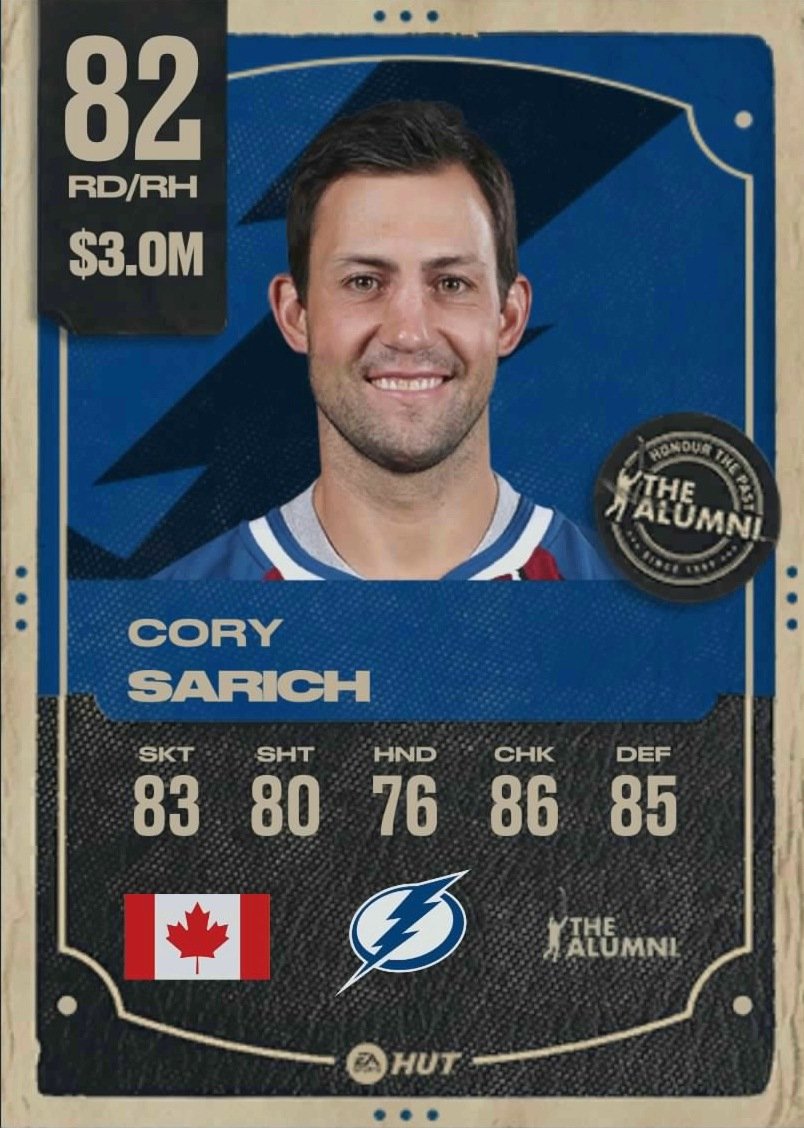 82
RD/RH
$3.0M
HONOUR THE PAST
THE
ALUMNI
CORY
SARICH
SKT SHT HND CHK DEF
83 80 76 86 85
THE
ALUMNI
EA
HUT